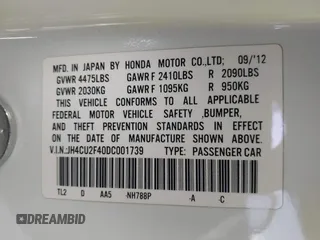 MFD. IN JAPAN BY HONDA MOTOR CO.,LTD; 09/'12
GVWR 4475LBS GAWR F 2410LBS R 2090LBS
GVWR 2030KG GAWR F 1095KG R 950KG
THIS VEHICLE CONFORMS TO ALL APPLICABLE
FEDERAL MOTOR VEHICLE SAFETY ,BUMPER,
AND THEFT PREVENTION STANDARDS IN EFFECT
ON THE DATE OF MANUFACTURE SHOWN ABOVE.
V.I.N:JH4CU2F40DC001739 TYPE: PASSENGER CAR
TL2 D AA5 NH788P A C
DREAMBID